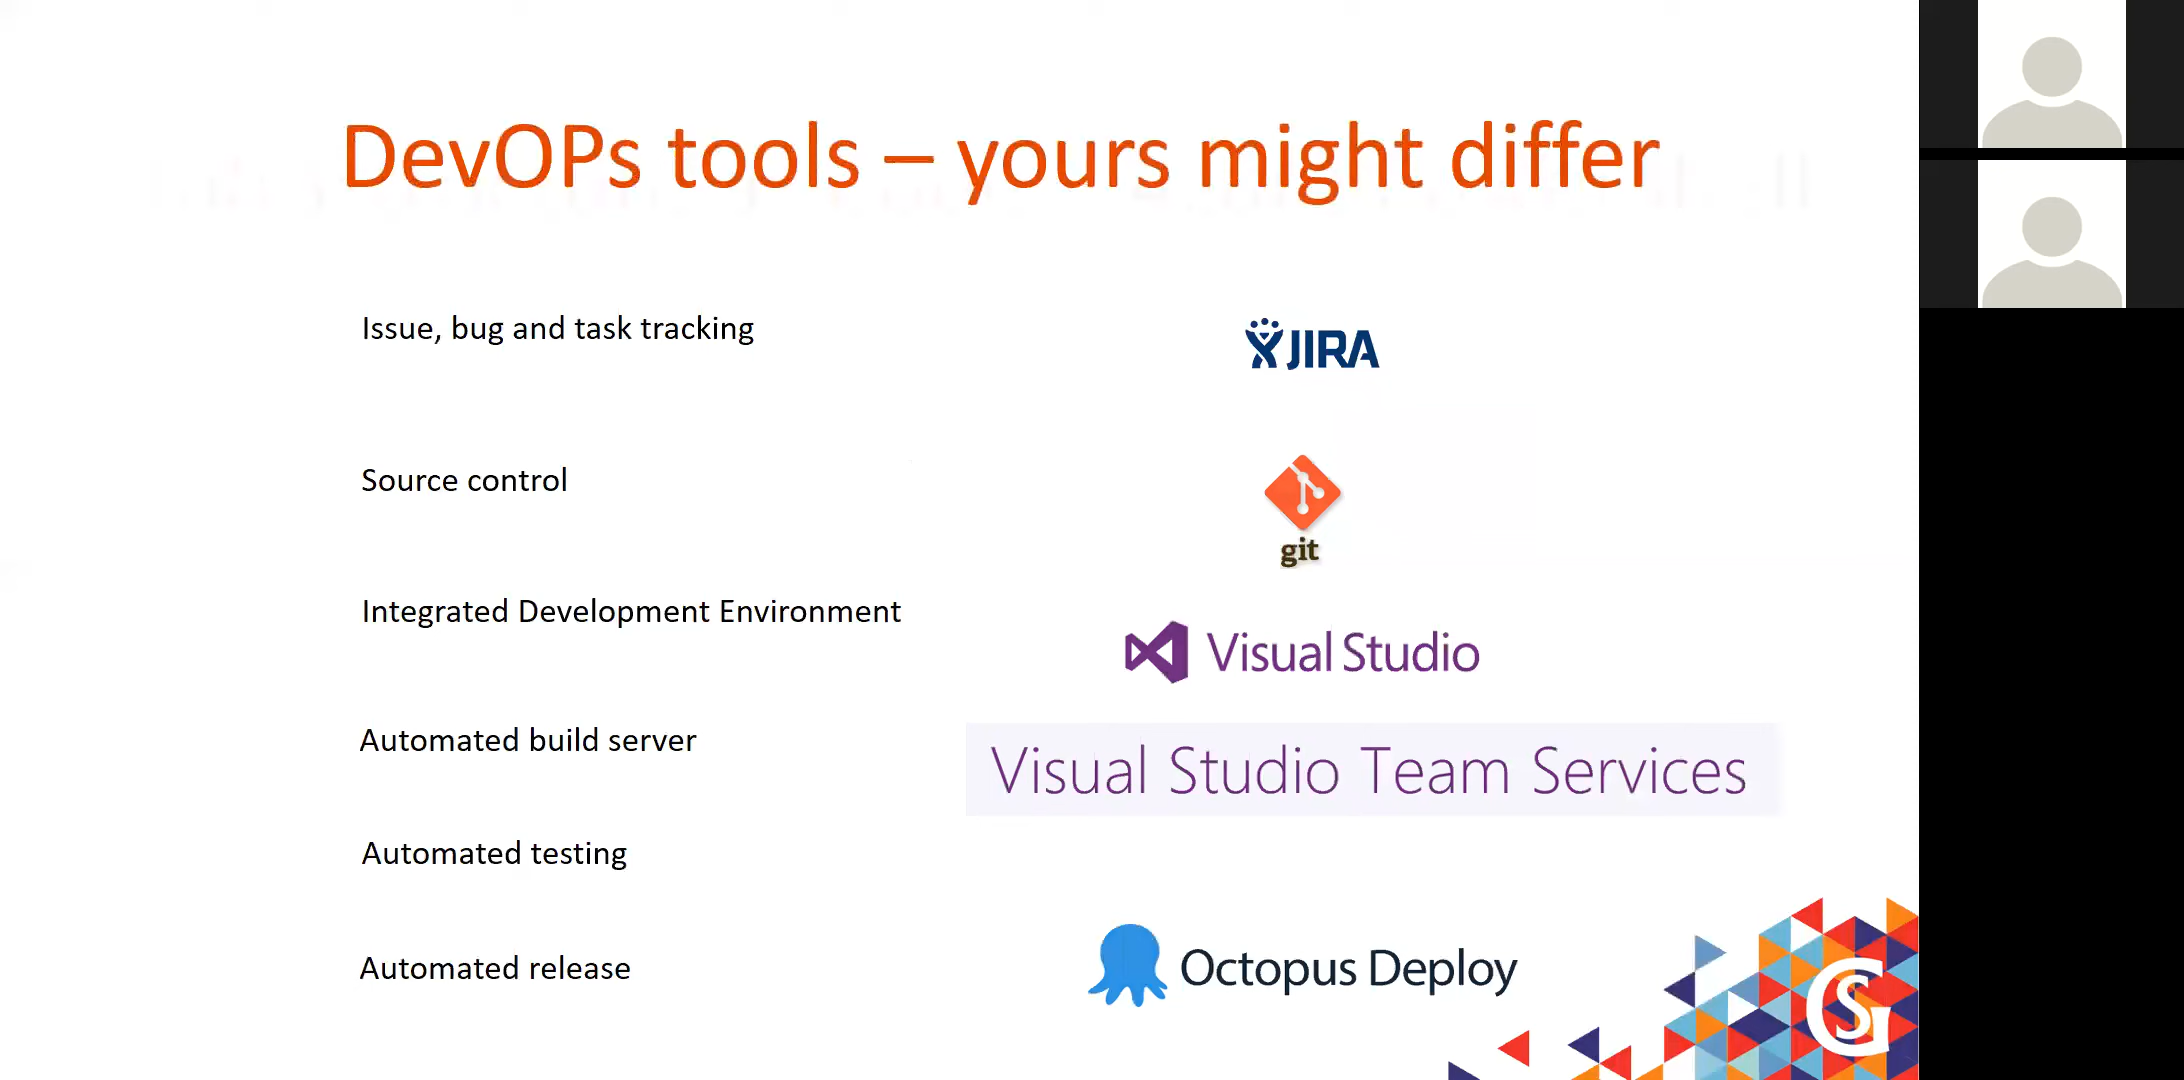 DevOPs tools – yours might differ
Issue, bug and task tracking
JIRA
Source control
git
Integrated Development Environment
Visual Studio
Automated build server
Visual Studio Team Services
Automated testing
Automated release
Octopus Deploy
GS